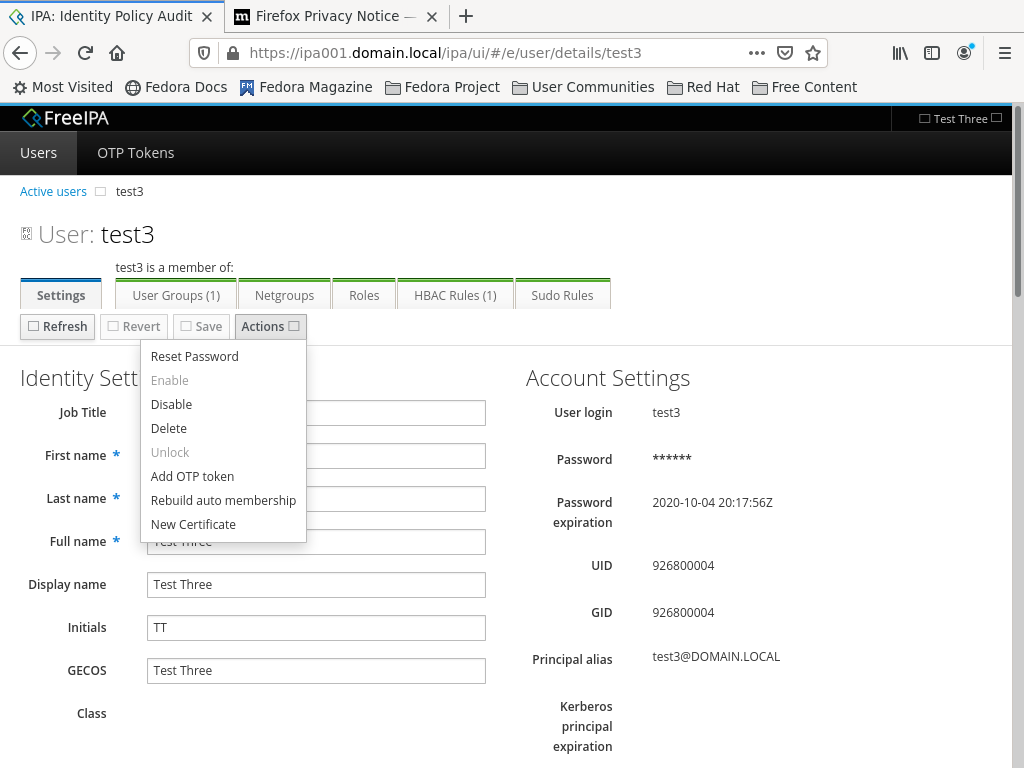 IPA: Identity Policy Audit
Firefox Privacy Notice —
https://ipa001.domain.local/ipa/ui/#/e/user/details/test3
Most Visited
Fedora Docs
Fedora Magazine
Fedora Project
User Communities
Red Hat
Free Content
FreeIPA
Test Three
Users
OTP Tokens
Active users
test3
User: test3
test3 is a member of:
Settings
User Groups (1)
Netgroups
Roles
HBAC Rules (1)
Sudo Rules
Refresh
Revert
Save
Actions
Reset Password
Enable
Disable
Delete
Unlock
Add OTP token
Rebuild auto membership
New Certificate
Identity Sett
Job Title
First name *
Last name *
Full name *
Test Three
Display name
Test Three
Initials
TT
GECOS
Test Three
Class
Account Settings
User login
test3
Password
******
Password
expiration
2020-10-04 20:17:56Z
UID
926800004
GID
926800004
Principal alias
test3@DOMAIN.LOCAL
Kerberos
principal
expiration